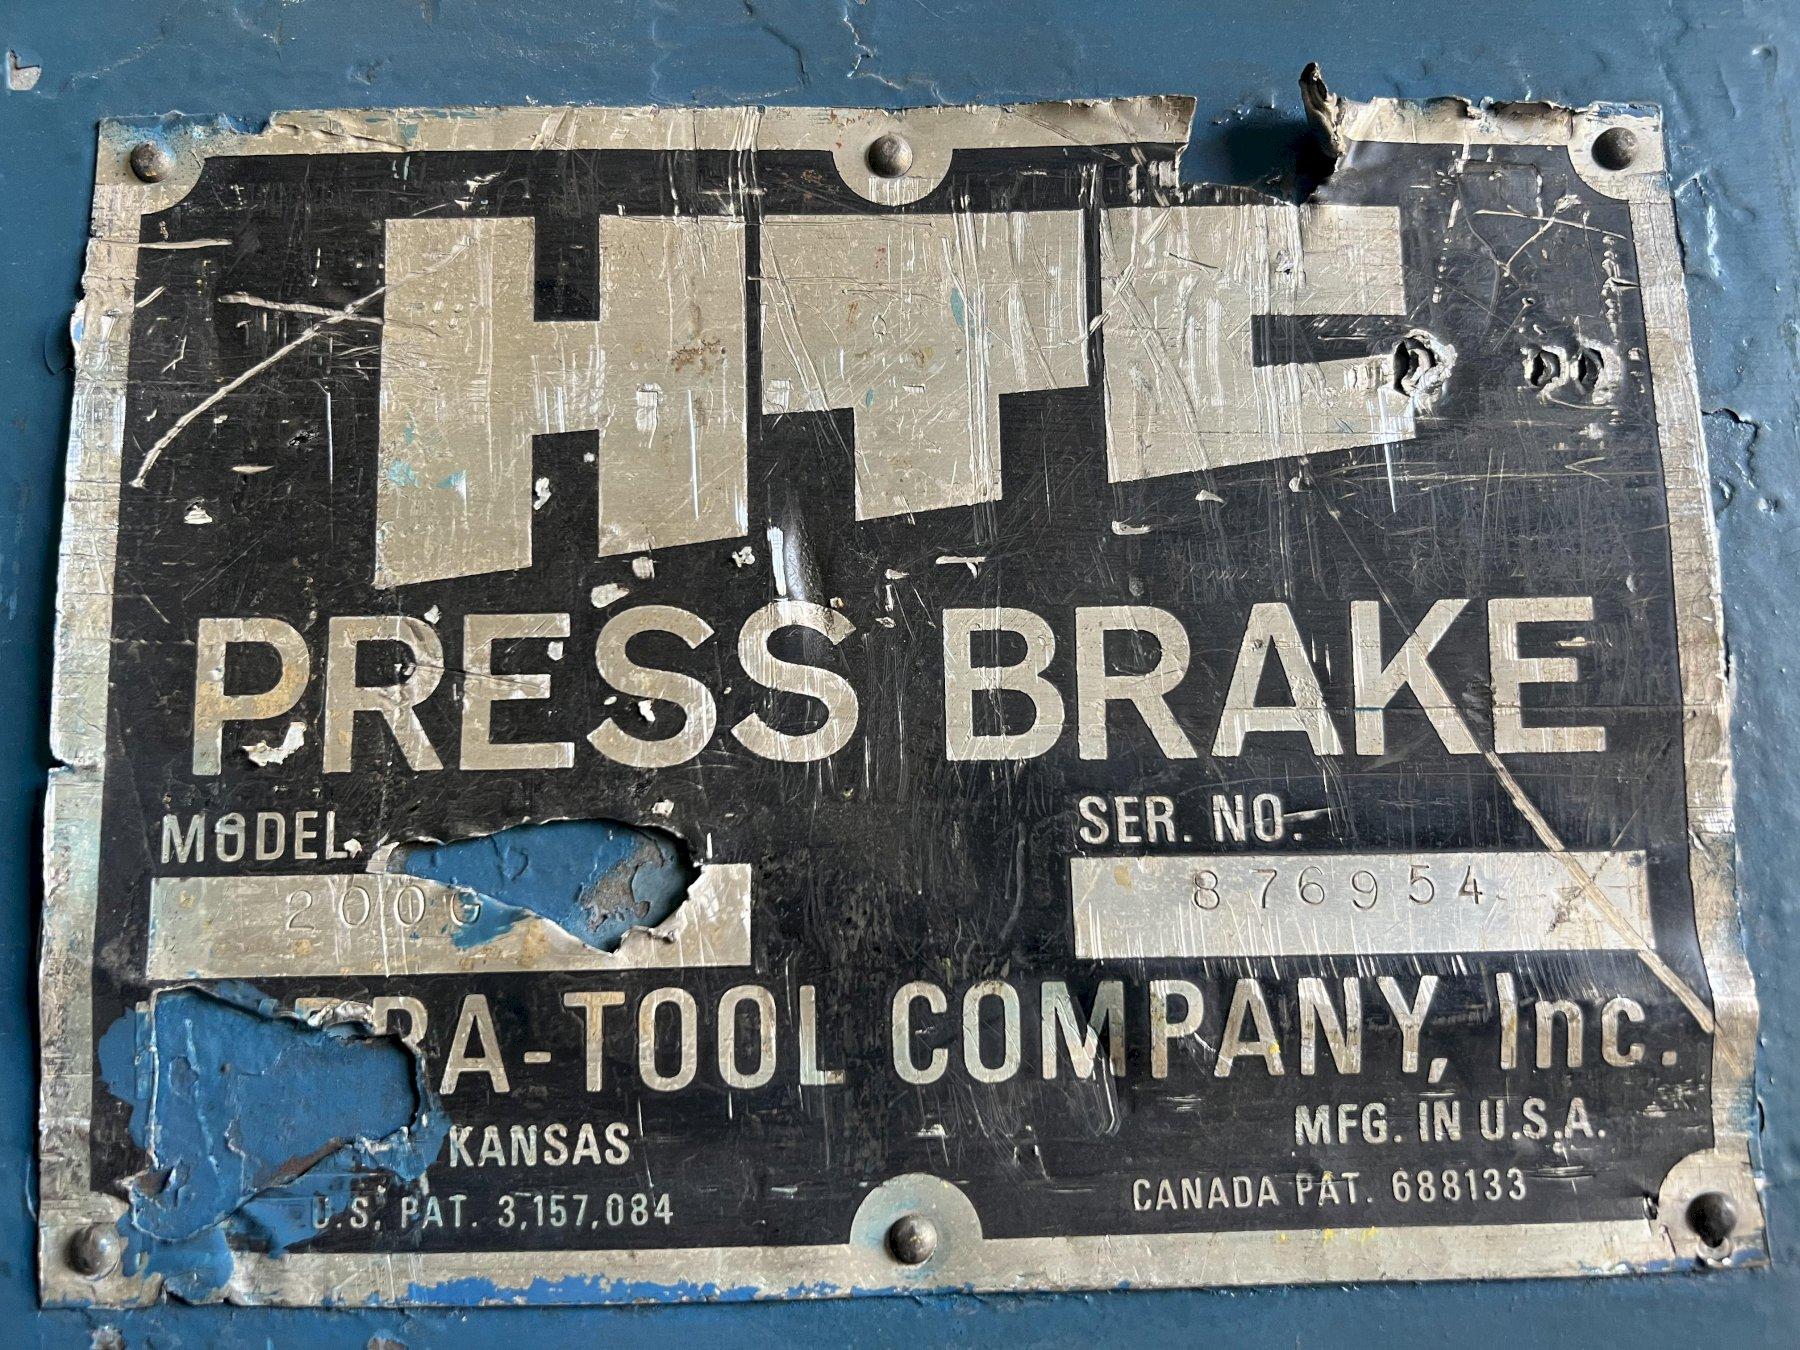 HTC
PRESS BRAKE
MODEL
SER. NO.
200
876954
RA-TOOL COMPANY, Inc.
KANSAS
MFG. IN U.S.A.
U.S. PAT. 3,157,084
CANADA PAT. 688133